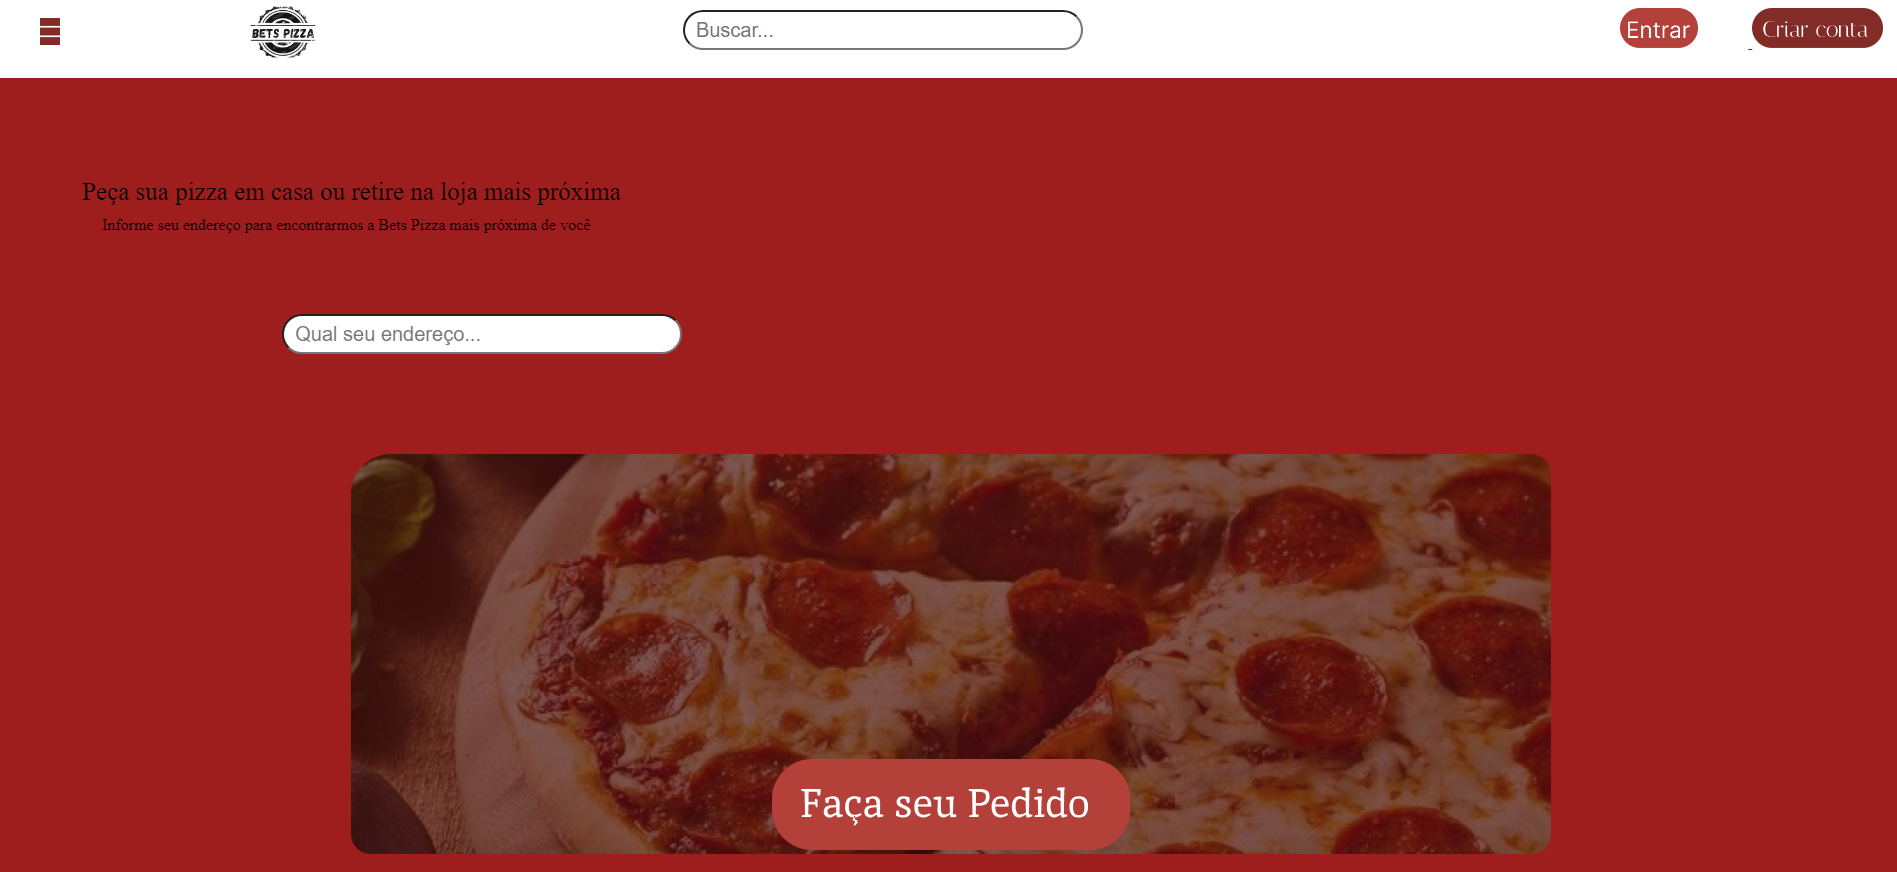 BETS PIZZA
Buscar...
Entrar
Criar conta
Peça sua pizza em casa ou retire na loja mais próxima
Informe seu endereço para encontrarmos a Bets Pizza mais próxima de você
Qual seu endereço...
Faça seu Pedido